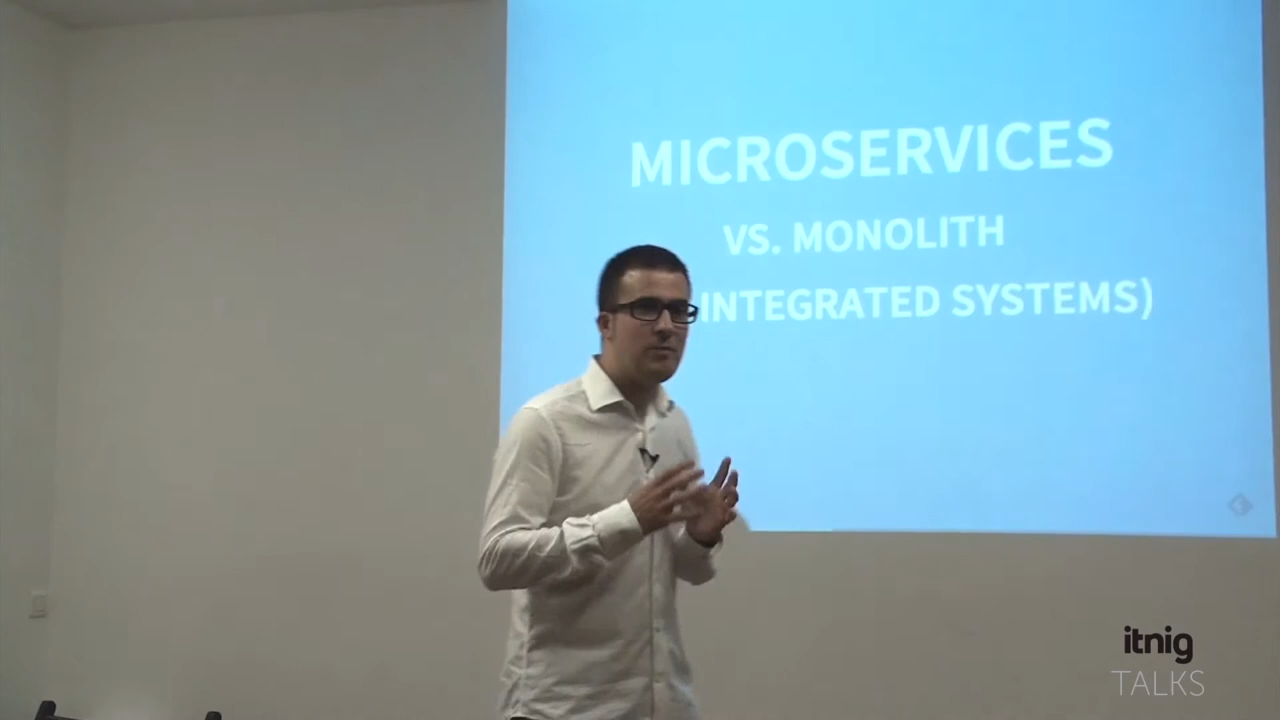 MICROSERVICES
VS. MONOLITH
INTEGRATED SYSTEMS)
itnig
TALKS